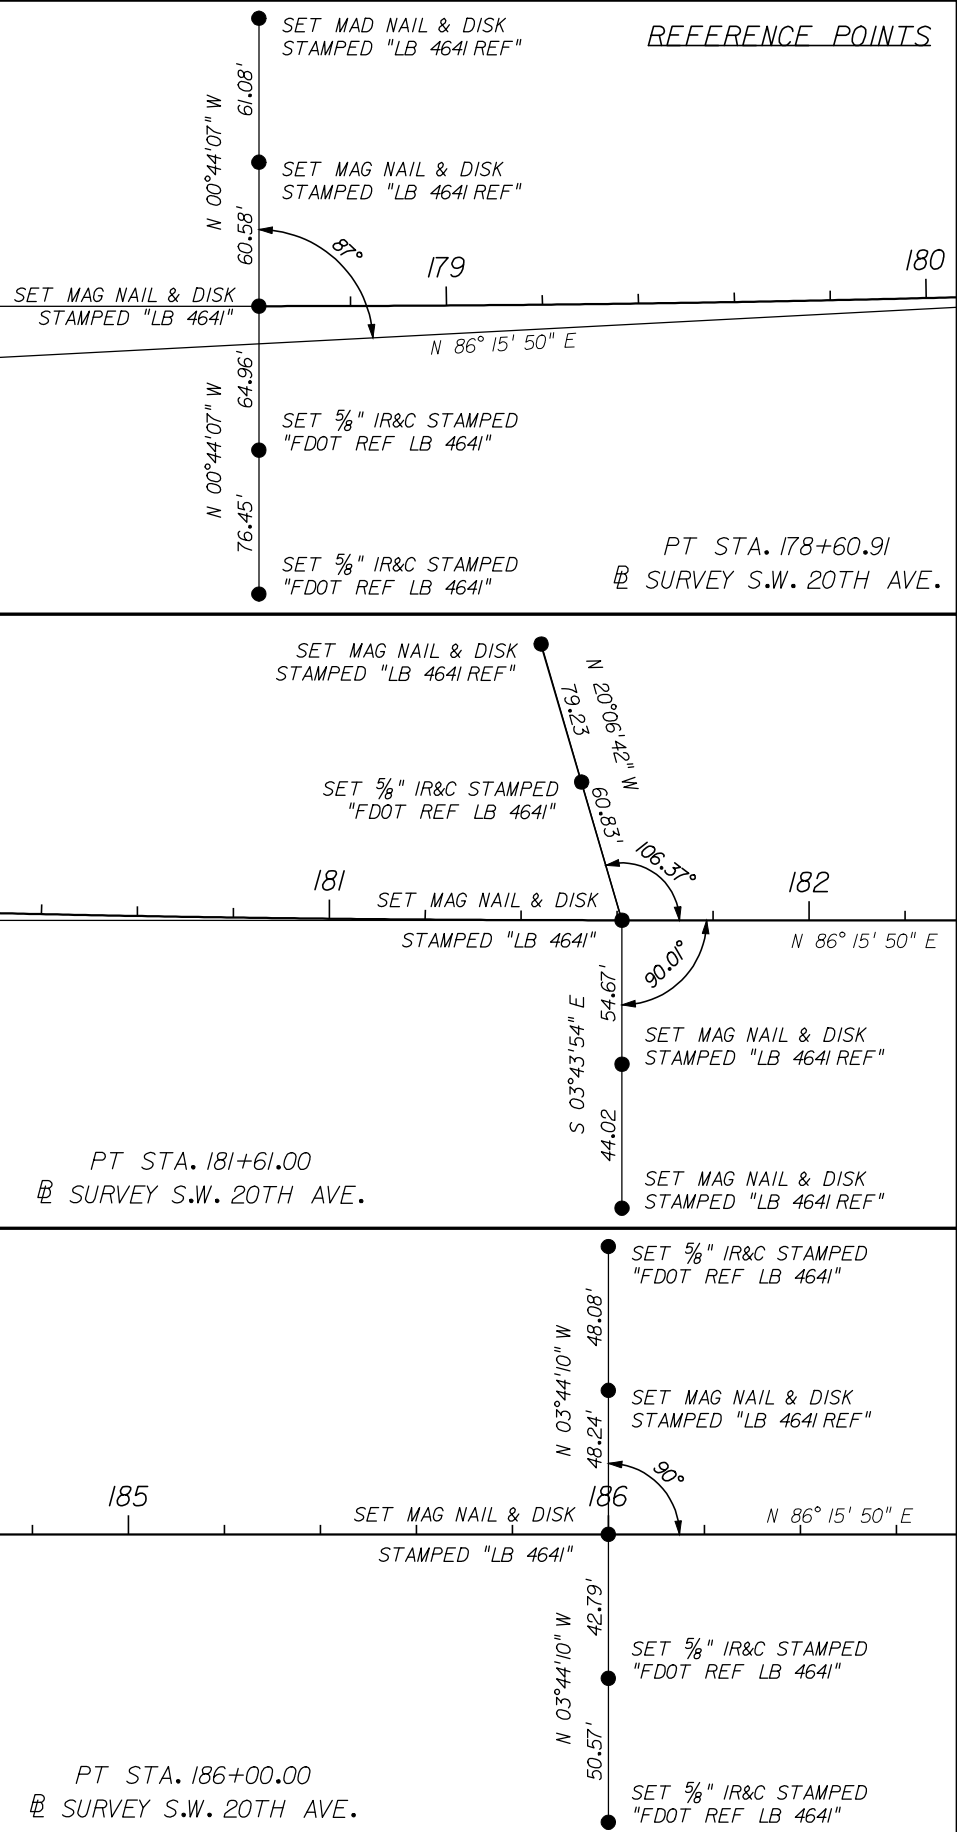 REFERENCE POINTS
SET MAD NAIL & DISK
STAMPED "LB 4641 REF"
61.08'
N 00°44'07" W
SET MAG NAIL & DISK
STAMPED "LB 4641 REF"
60.58'
87°
179
180
SET MAG NAIL & DISK
STAMPED "LB 4641"
N 86° 15' 50" E
64.96'
N 00°44'07" W
SET 5/8" IR&C STAMPED
"FDOT REF LB 4641"
76.45'
SET 5/8" IR&C STAMPED
"FDOT REF LB 4641"
PT STA. 178+60.91
BL SURVEY S.W. 20TH AVE.
SET MAG NAIL & DISK
STAMPED "LB 4641 REF"
N 20°06'42" W
79.23
SET 5/8" IR&C STAMPED
"FDOT REF LB 4641"
60.83'
106.37°
181
182
SET MAG NAIL & DISK
STAMPED "LB 4641"
N 86° 15' 50" E
90.01°
54.67'
S 03°43'54" E
SET MAG NAIL & DISK
STAMPED "LB 4641 REF"
44.02
SET MAG NAIL & DISK
STAMPED "LB 4641 REF"
PT STA. 181+61.00
BL SURVEY S.W. 20TH AVE.
SET 5/8" IR&C STAMPED
"FDOT REF LB 4641"
48.08'
N 03°44'10" W
SET MAG NAIL & DISK
STAMPED "LB 4641 REF"
48.24'
90°
185
186
SET MAG NAIL & DISK
STAMPED "LB 4641"
N 86° 15' 50" E
42.79'
N 03°44'10" W
SET 5/8" IR&C STAMPED
"FDOT REF LB 4641"
50.57'
SET 5/8" IR&C STAMPED
"FDOT REF LB 4641"
PT STA. 186+00.00
BL SURVEY S.W. 20TH AVE.